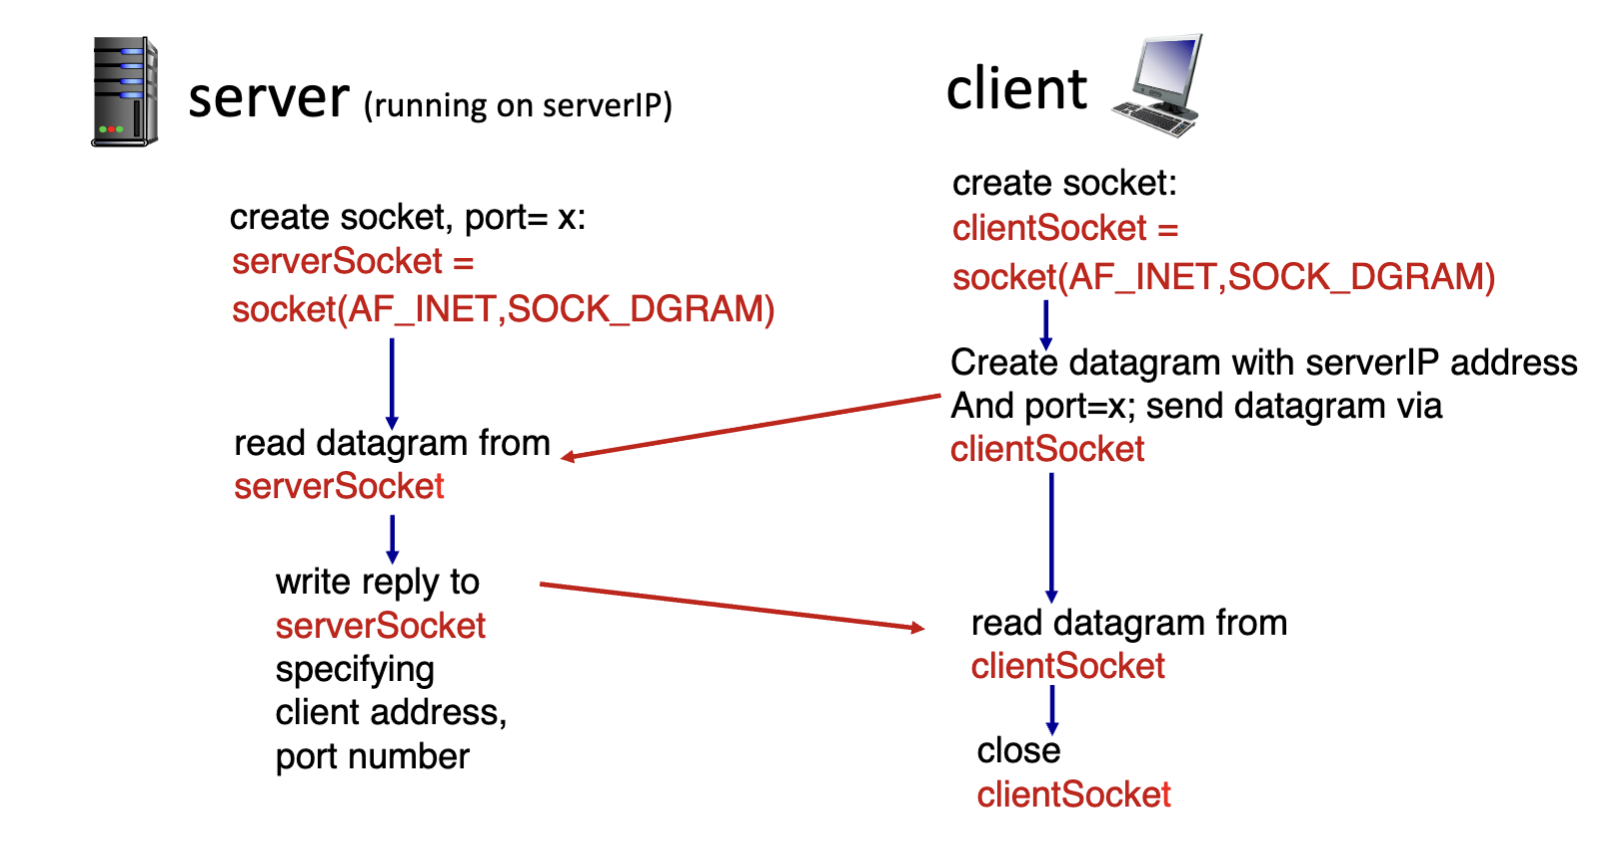 server (running on serverIP)
create socket, port= x:
serverSocket =
socket(AF_INET,SOCK_DGRAM)
read datagram from
serverSocket
write reply to
serverSocket
specifying
client address,
port number
client
create socket:
clientSocket =
socket(AF_INET,SOCK_DGRAM)
Create datagram with serverIP address
And port=x; send datagram via
clientSocket
read datagram from
clientSocket
close
clientSocket